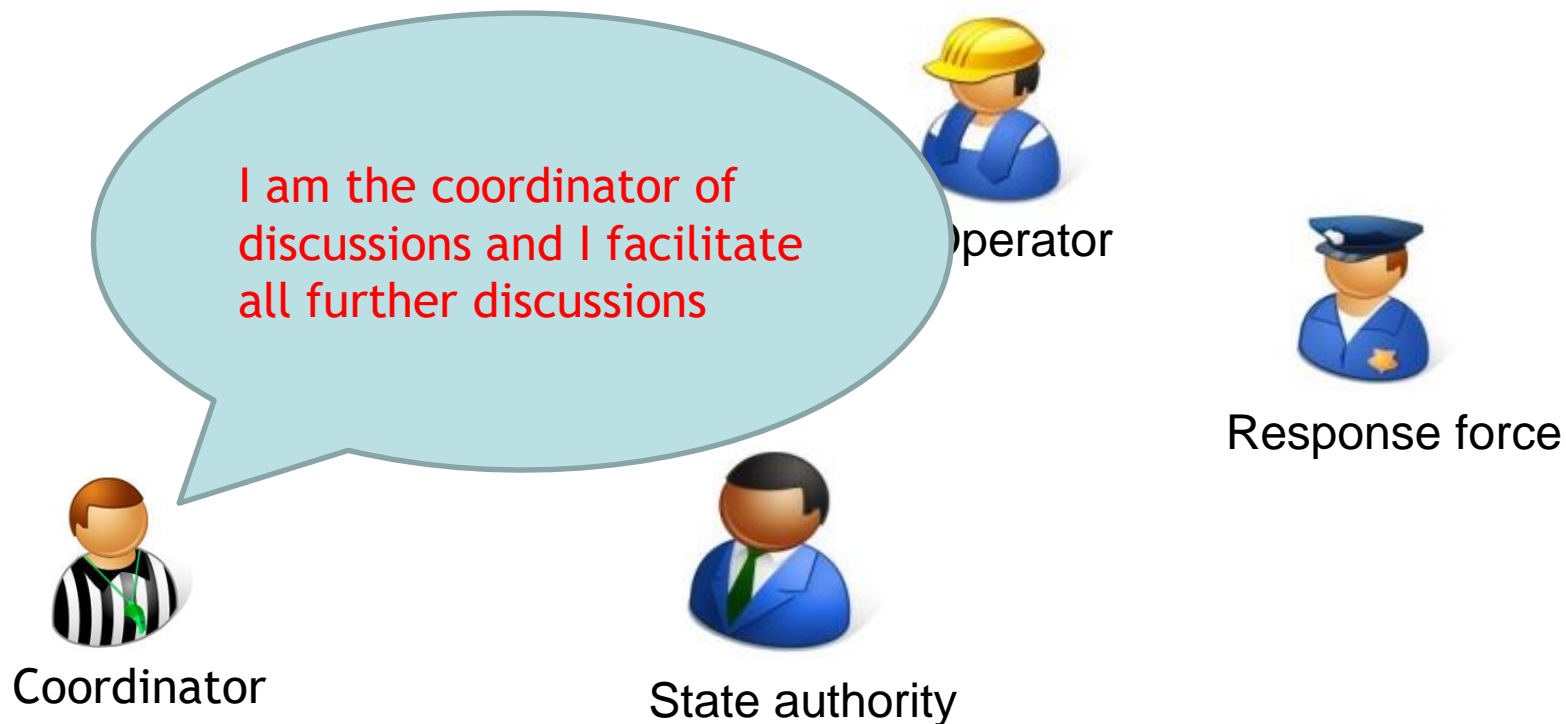 I am the coordinator of
discussions and I facilitate
all further discussions
perator
Response force
Coordinator
State authority